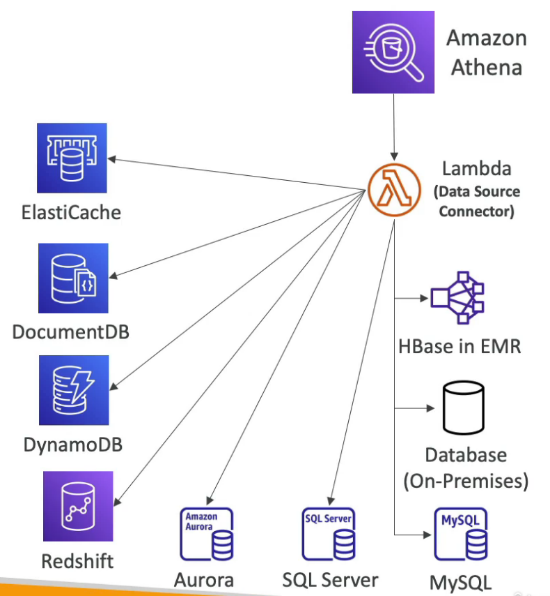 Amazon
Athena
Lambda
(Data Source
Connector)
ElastiCache
DocumentDB
HBase in EMR
DynamoDB
Database
(On-Premises)
Redshift
Amazon
Aurora
Aurora
SQL Server
SQL Server
MySQL
MySQL